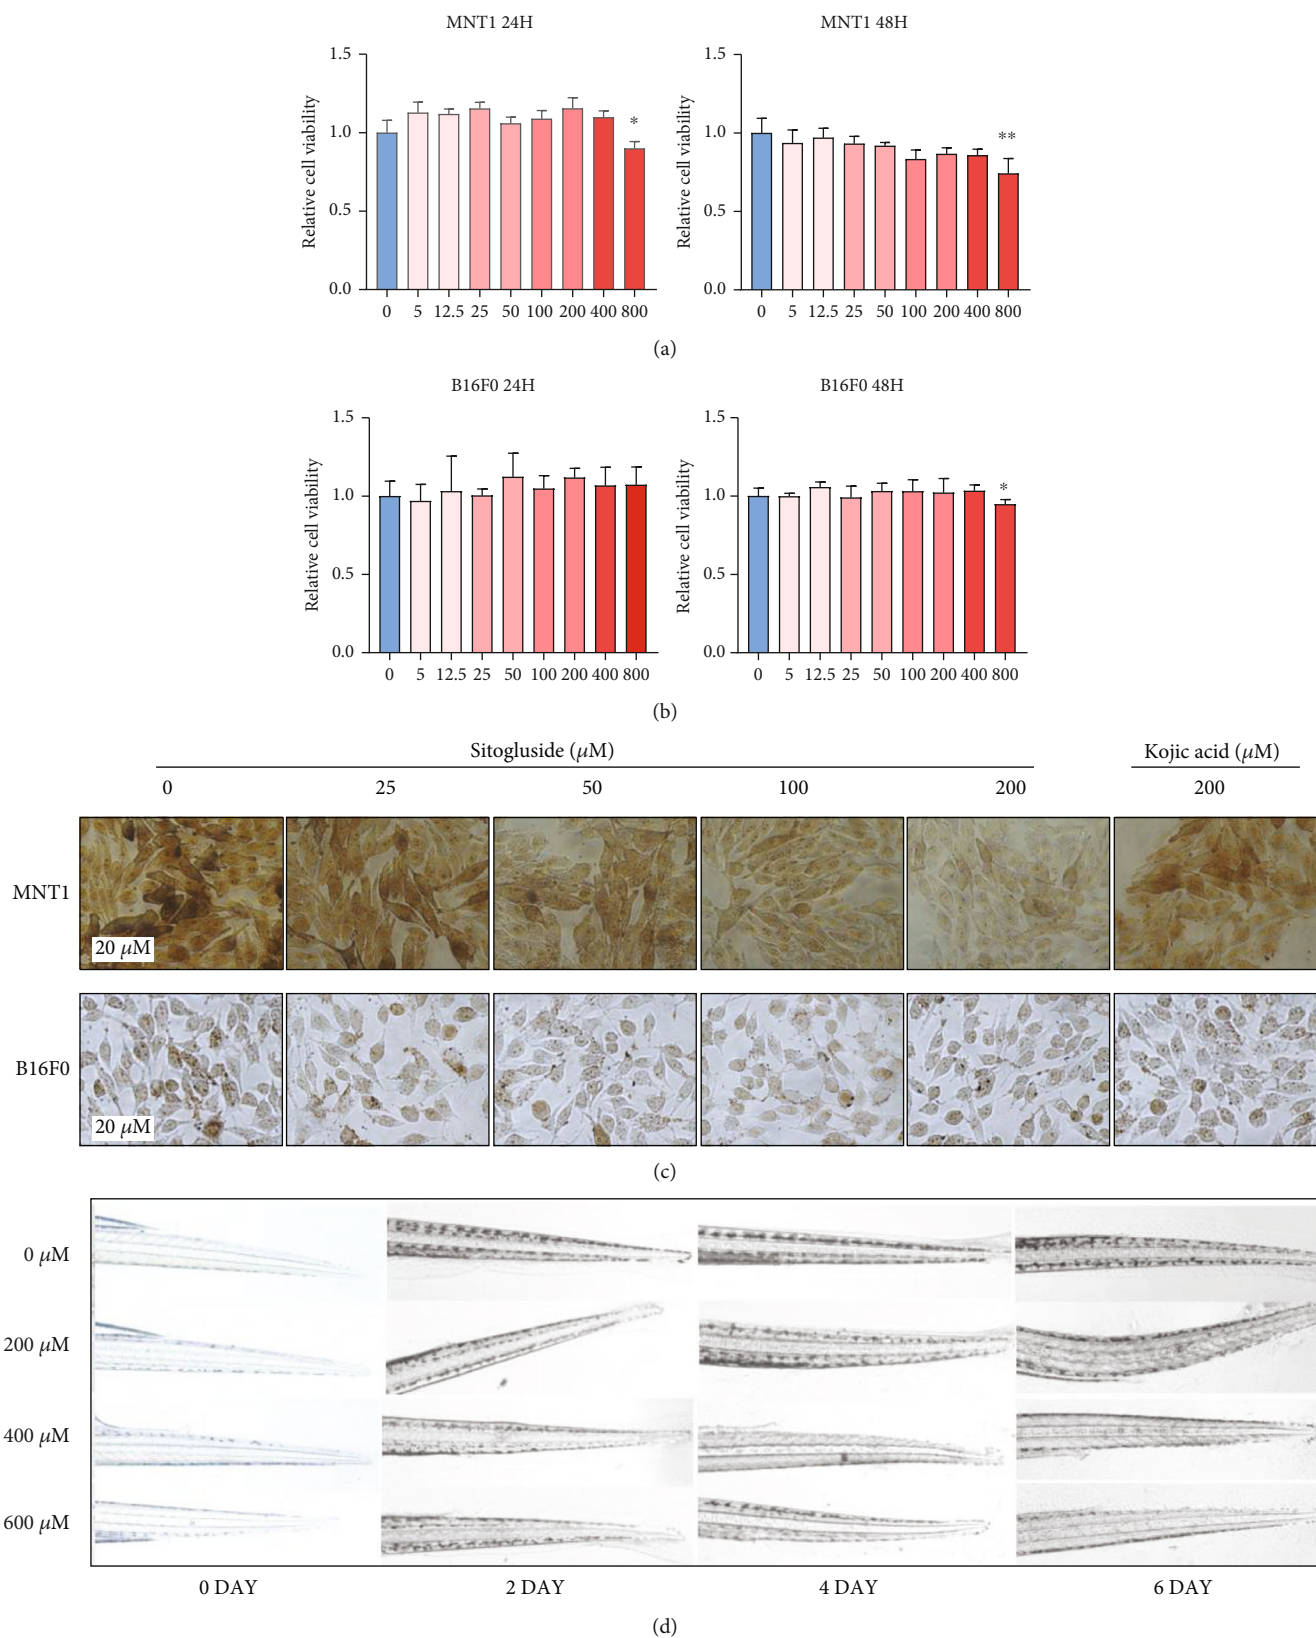 MNT1 24H
MNT1 48H
Relative cell viability
1.5
1.0
0.5
0.0
*
0 5 12.5 25 50 100 200 400 800
Relative cell viability
1.5
1.0
0.5
0.0
**
0 5 12.5 25 50 100 200 400 800
(a)
B16F0 24H
B16F0 48H
Relative cell viability
1.5
1.0
0.5
0.0
0 5 12.5 25 50 100 200 400 800
Relative cell viability
1.5
1.0
0.5
0.0
*
0 5 12.5 25 50 100 200 400 800
(b)
Sitogluside (μM)
Kojic acid (μM)
0 25 50 100 200 200
MNT1
20 μM
B16F0
20 μM
(c)
0 μM
200 μM
400 μM
600 μM
0 DAY 2 DAY 4 DAY 6 DAY
(d)